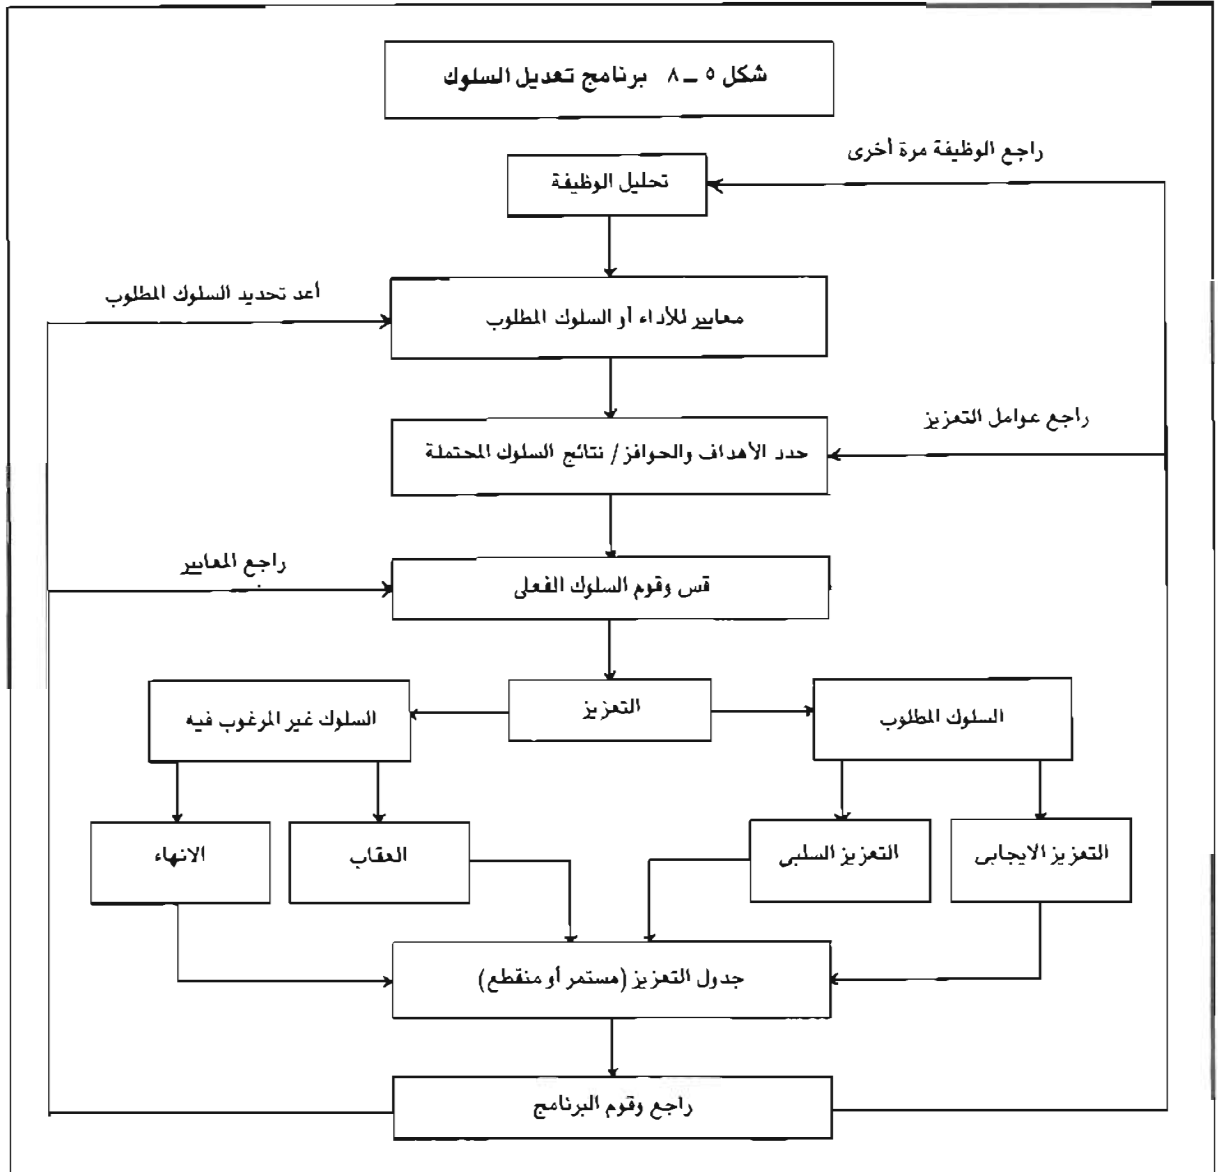 شكل ٥ – ٨ برنامج تعديل السلوك
راجع الوظيفة مرة أخرى
تحليل الوظيفة
أعد تحديد السلوك المطلوب
معايير للأداء أو السلوك المطلوب
راجع عوامل التعزيز
حدد الأهداف والحوافز / نتائج السلوك المحتملة
راجع المعايير
قس وقوم السلوك الفعلى
السلوك المطلوب
التعزيز
السلوك غير المرغوب فيه
التعزيز الايجابى
التعزيز السلبى
العقاب
الانهاء
جدول التعزيز (مستمر أو منقطع)
راجع وقوم البرنامج